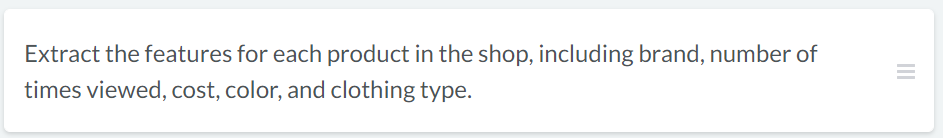 Extract the features for each product in the shop, including brand, number of
times viewed, cost, color, and clothing type.